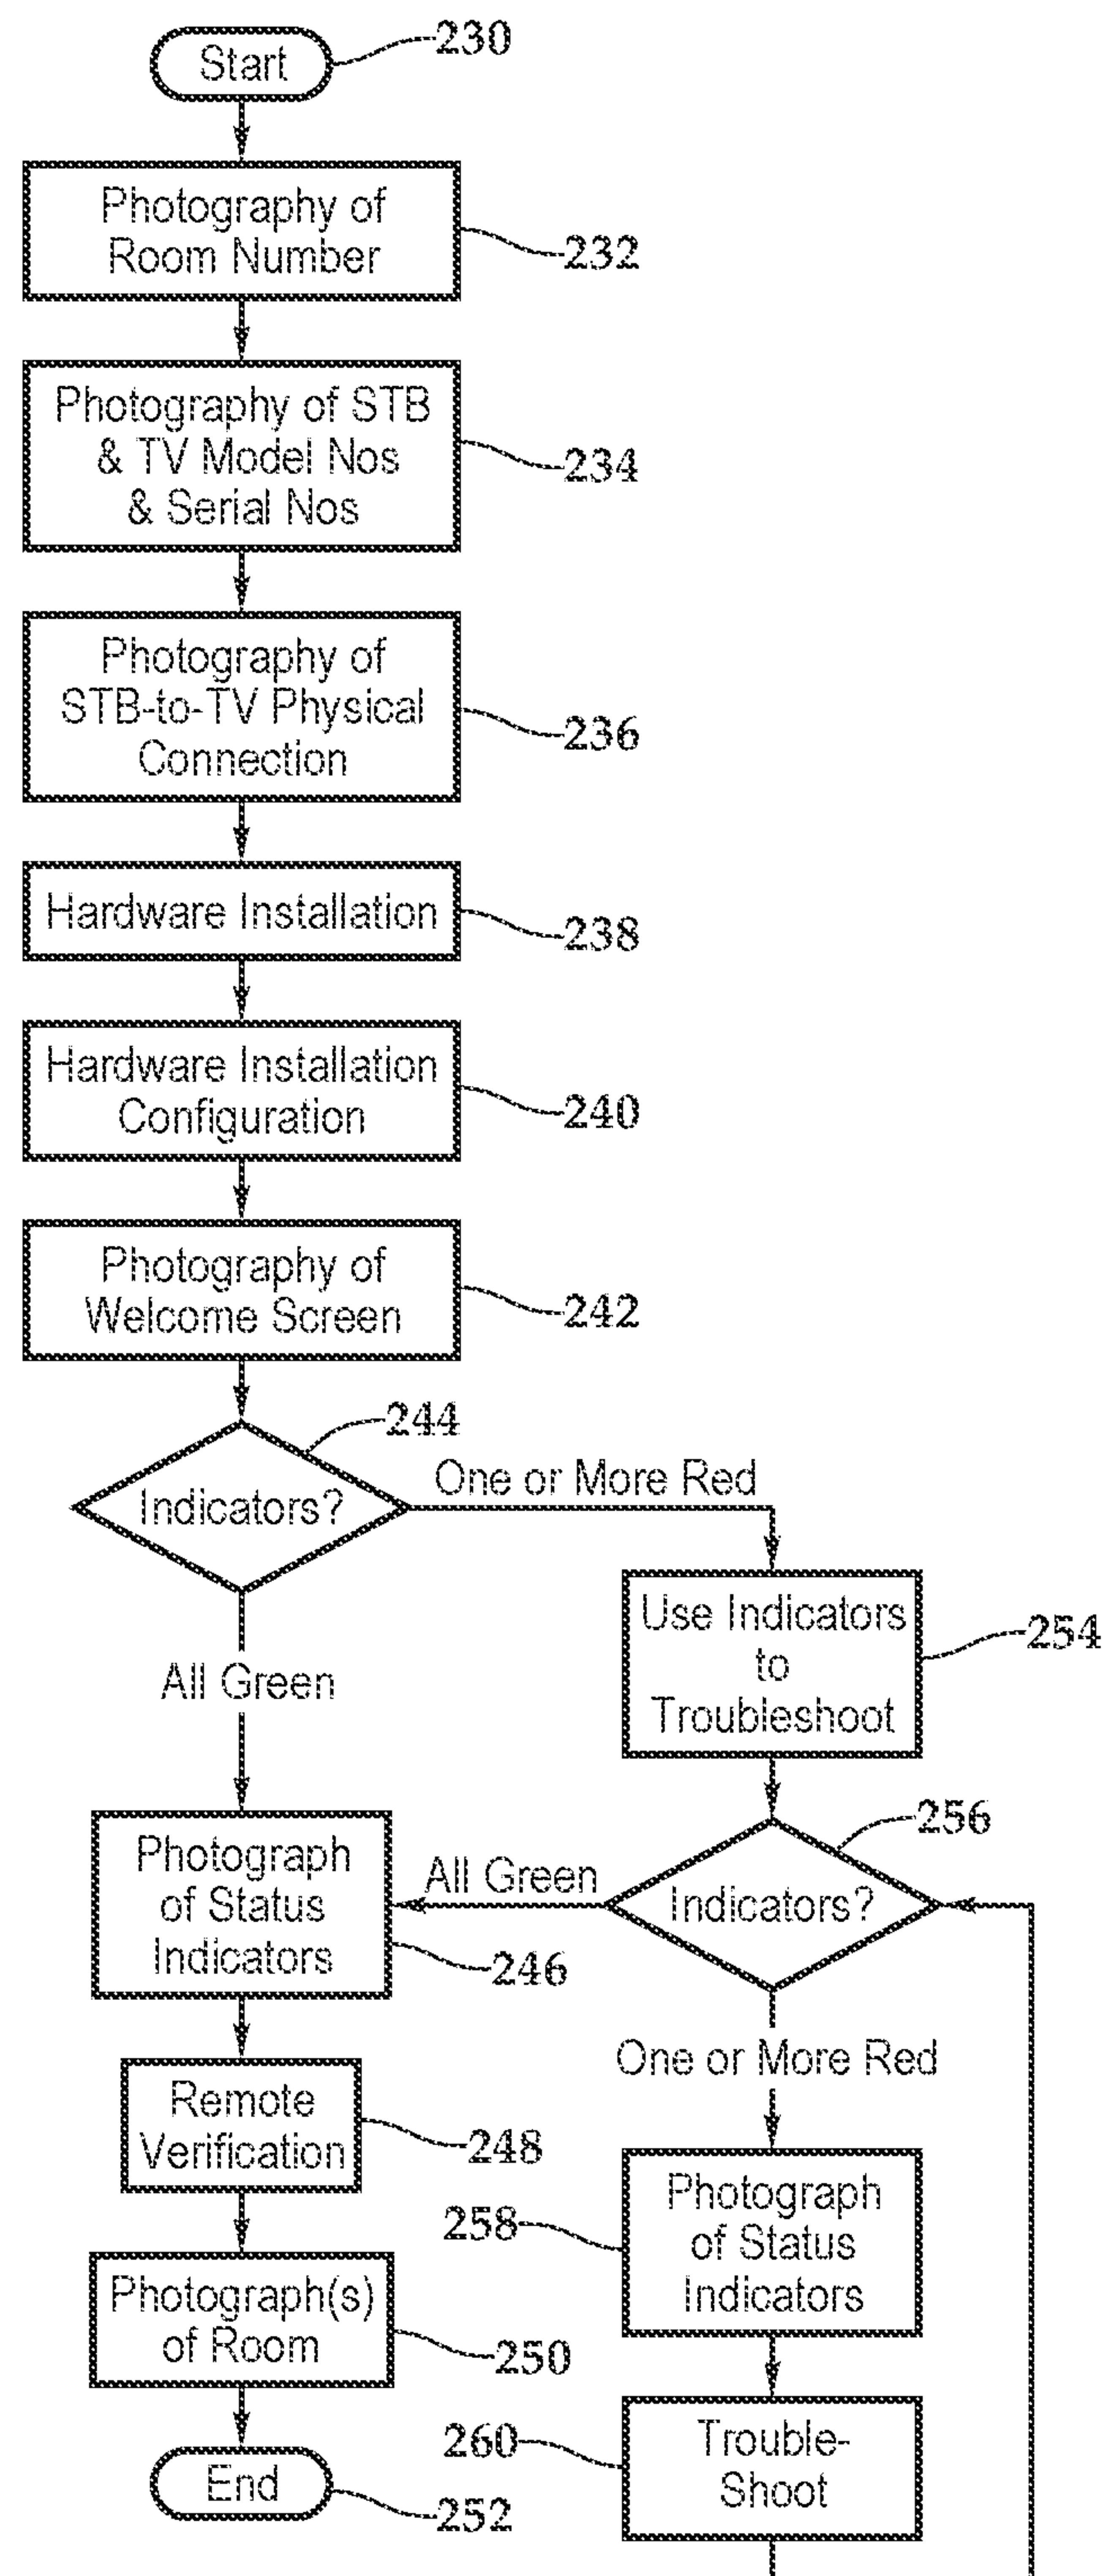 Start
230
Photography of
Room Number
232
Photography of STB
& TV Model Nos
& Serial Nos
234
Photography of
STB-to-TV Physical
Connection
236
Hardware Installation
238
Hardware Installation
Configuration
240
Photography of
Welcome Screen
242
244
Indicators?
One or More Red
All Green
Use Indicators
to
Troubleshoot
254
256
Indicators?
All Green
Photograph
of Status
Indicators
246
One or More Red
Remote
Verification
248
Photograph
of Status
Indicators
258
Photograph(s)
of Room
250
Trouble-
Shoot
260
End
252